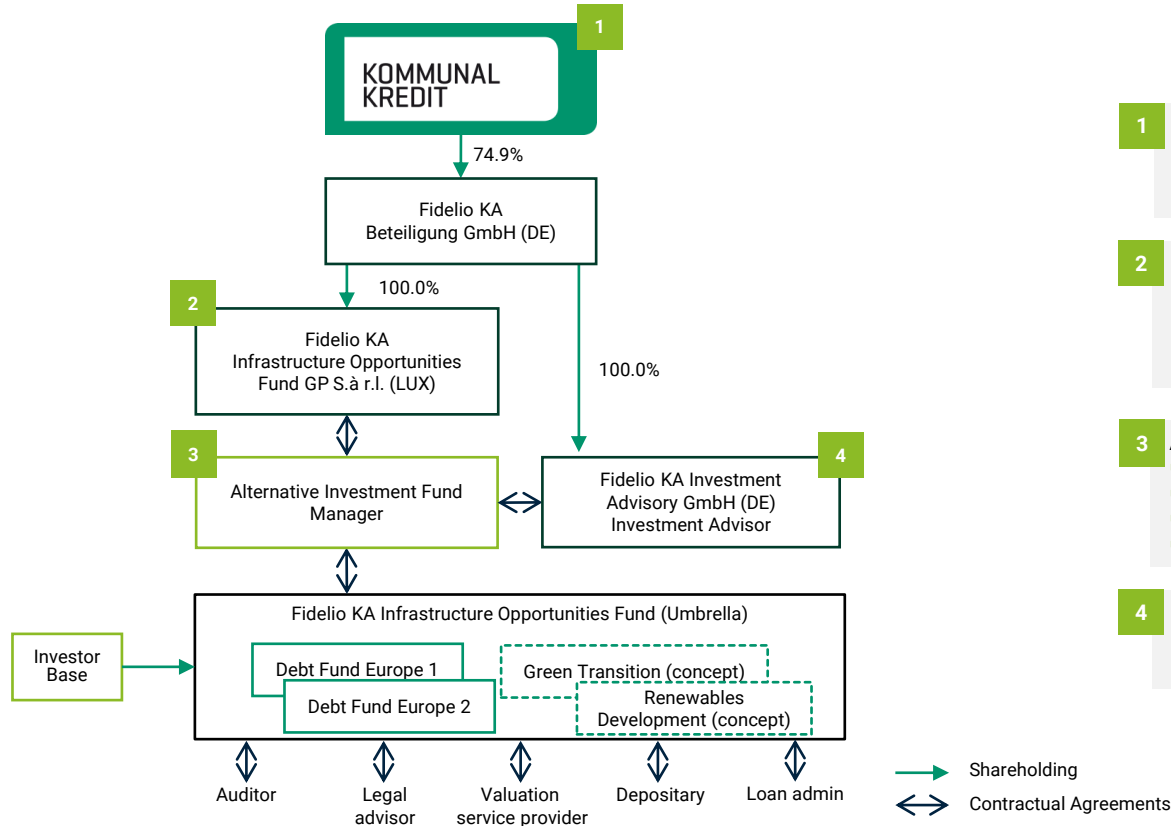 1
KOMMUNAL
KREDIT
74.9%
Fidelio KA
Beteiligung GmbH (DE)
100.0%
2
Fidelio KA
Infrastructure Opportunities
Fund GP S.à r.l. (LUX)
100.0%
3
Alternative Investment Fund
Manager
4
Fidelio KA Investment
Advisory GmbH (DE)
Investment Advisor
Fidelio KA Infrastructure Opportunities Fund (Umbrella)
Investor
Base
Debt Fund Europe 1
Debt Fund Europe 2
Green Transition (concept)
Renewables
Development (concept)
Auditor
Legal
advisor
Valuation
service provider
Depositary
Loan admin
Shareholding
Contractual Agreements
1
2
3
4